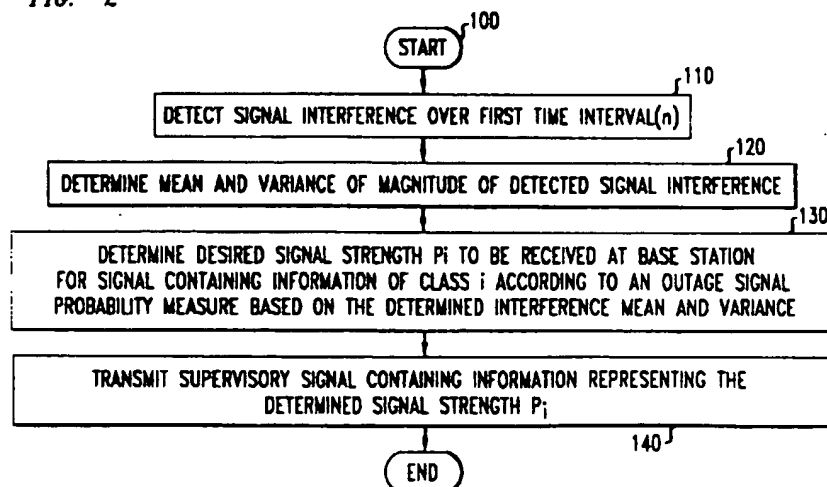 FIG. 2
100
START
110
DETECT SIGNAL INTERFERENCE OVER FIRST TIME INTERVAL(n)
120
DETERMINE MEAN AND VARIANCE OF MAGNITUDE OF DETECTED SIGNAL INTERFERENCE
130
DETERMINE DESIRED SIGNAL STRENGTH Pi TO BE RECEIVED AT BASE STATION
FOR SIGNAL CONTAINING INFORMATION OF CLASS i ACCORDING TO AN OUTAGE SIGNAL
PROBABILITY MEASURE BASED ON THE DETERMINED INTERFERENCE MEAN AND VARIANCE
TRANSMIT SUPERVISORY SIGNAL CONTAINING INFORMATION REPRESENTING THE
DETERMINED SIGNAL STRENGTH Pi
140
END